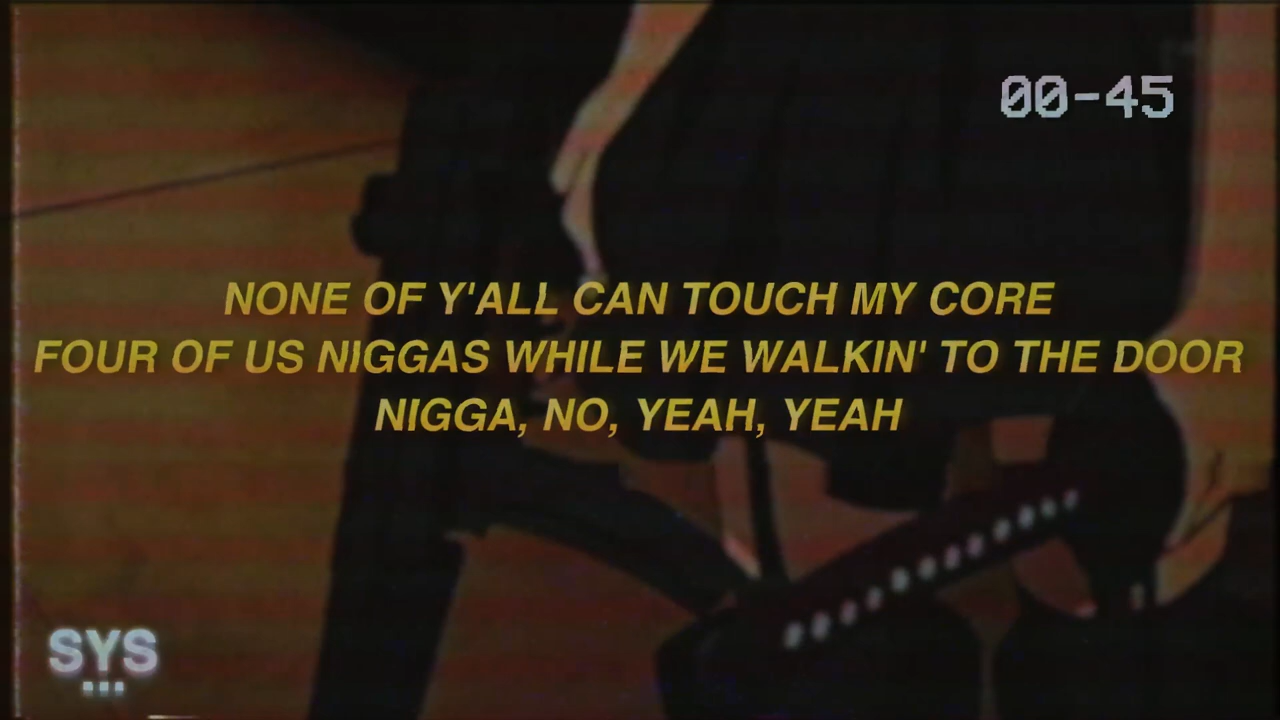 00-45
NONE OF Y'ALL CAN TOUCH MY CORE
FOUR OF US NIGGAS WHILE WE WALKIN' TO THE DOOR
NIGGA, NO, YEAH, YEAH
SYS